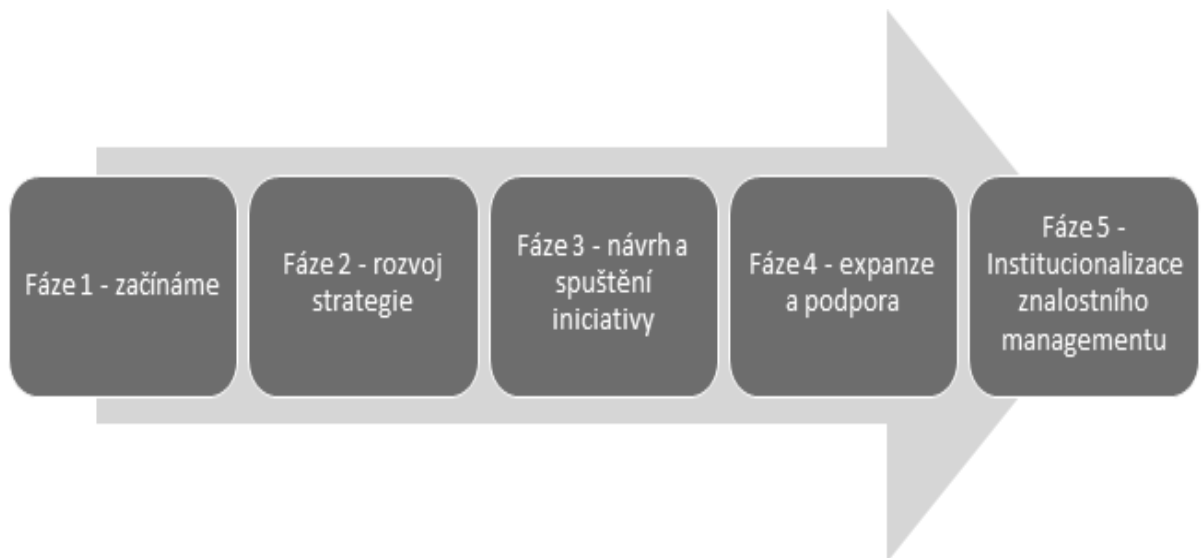 Fáze 1 - začínáme
Fáze 2 - rozvoj
strategie
Fáze 3 - návrh a
spuštění
iniciativy
Fáze 4 - expanze
a podpora
Fáze 5 -
Institucionalizace
znalostního
managementu